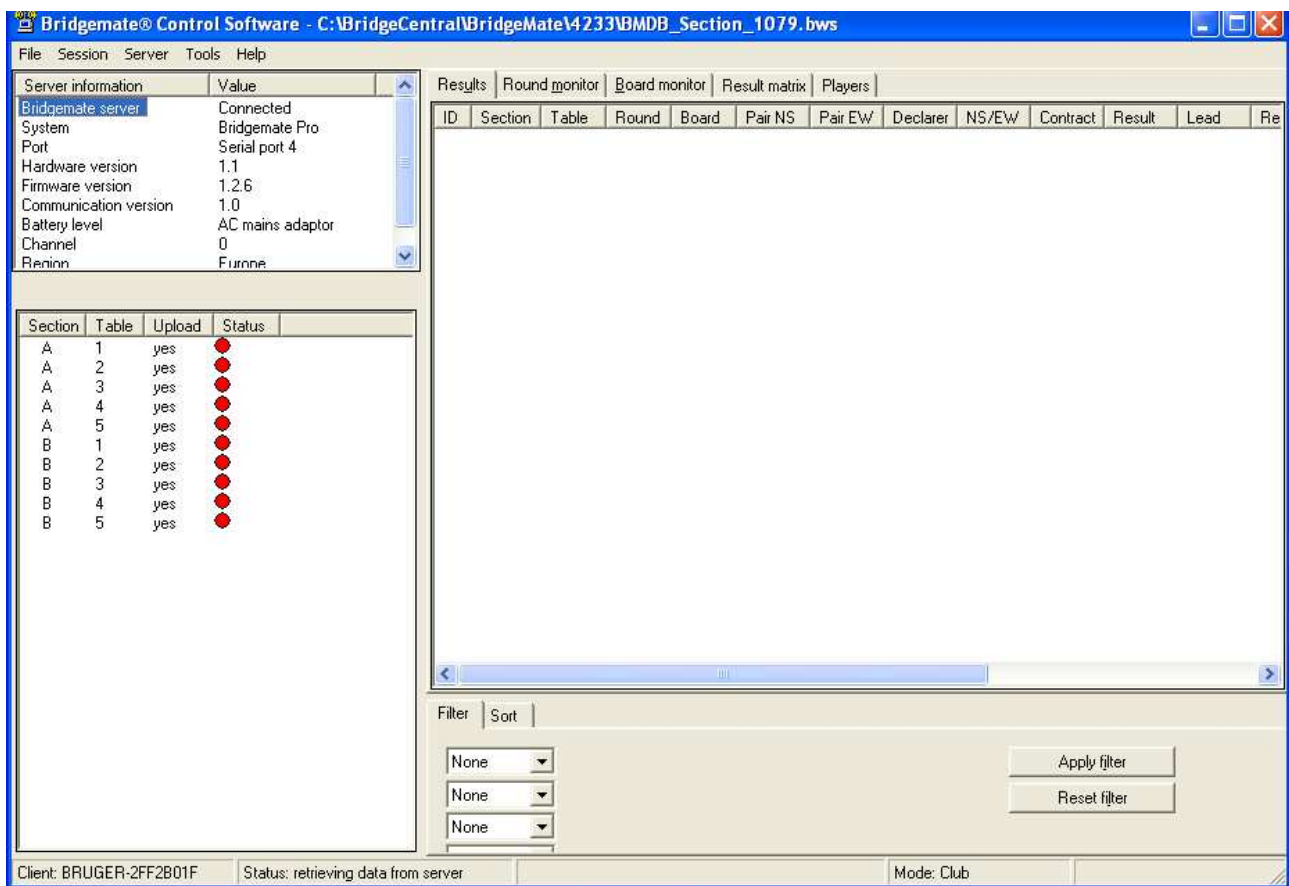 Bridgemate® Control Software - C:\BridgeCentral\BridgeMate\4233\BMDB_Section_1079.bws
File Session Server Tools Help
Server information Value
Bridgemate server Connected
System Bridgemate Pro
Port Serial port 4
Hardware version 1.1
Firmware version 1.2.6
Communication version 1.0
Battery level AC mains adaptor
Channel 0
Region Europe
Section Table Upload Status
A 1 yes
A 2 yes
A 3 yes
A 4 yes
A 5 yes
B 1 yes
B 2 yes
B 3 yes
B 4 yes
B 5 yes
Results Round monitor Board monitor Result matrix Players
ID Section Table Round Board Pair NS Pair EW Declarer NS/EW Contract Result Lead Re
Filter Sort
None
None
None
Apply filter
Reset filter
Client: BRUGER-2FF2B01F Status: retrieving data from server Mode: Club